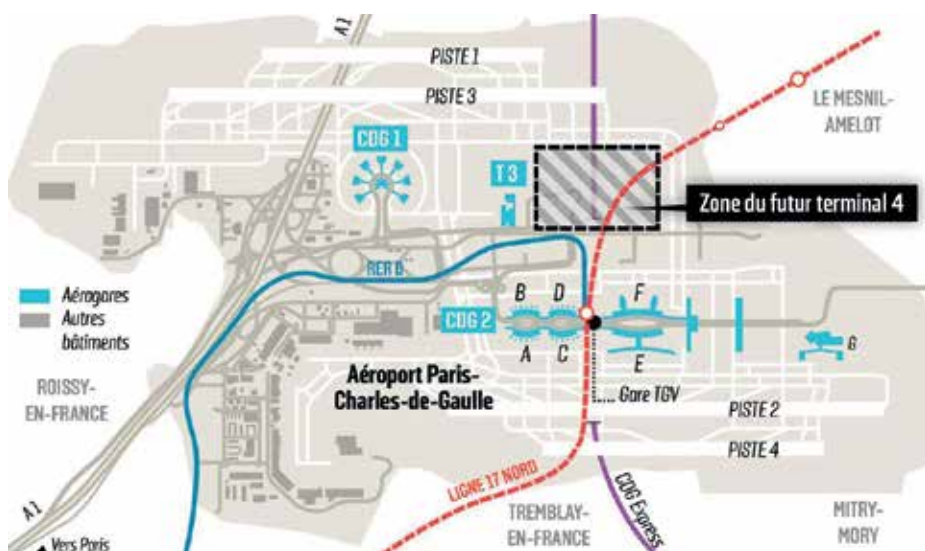 A1
PISTE 1
PISTE 3
LE MESNIL-
AMELOT
CDG 1
T 3
Zone du futur terminal 4
RER B
Aérogares
Autres
bâtiments
B
D
F
CDG 2
A
C
E
G
ROISSY-
EN-FRANCE
Aéroport Paris-
Charles-de-Gaulle
Gare TGV
PISTE 2
PISTE 4
LIGNE 17 NORD
CDG Express
A1
Vers Paris
TREMBLAY-
EN-FRANCE
MITRY-
MORY